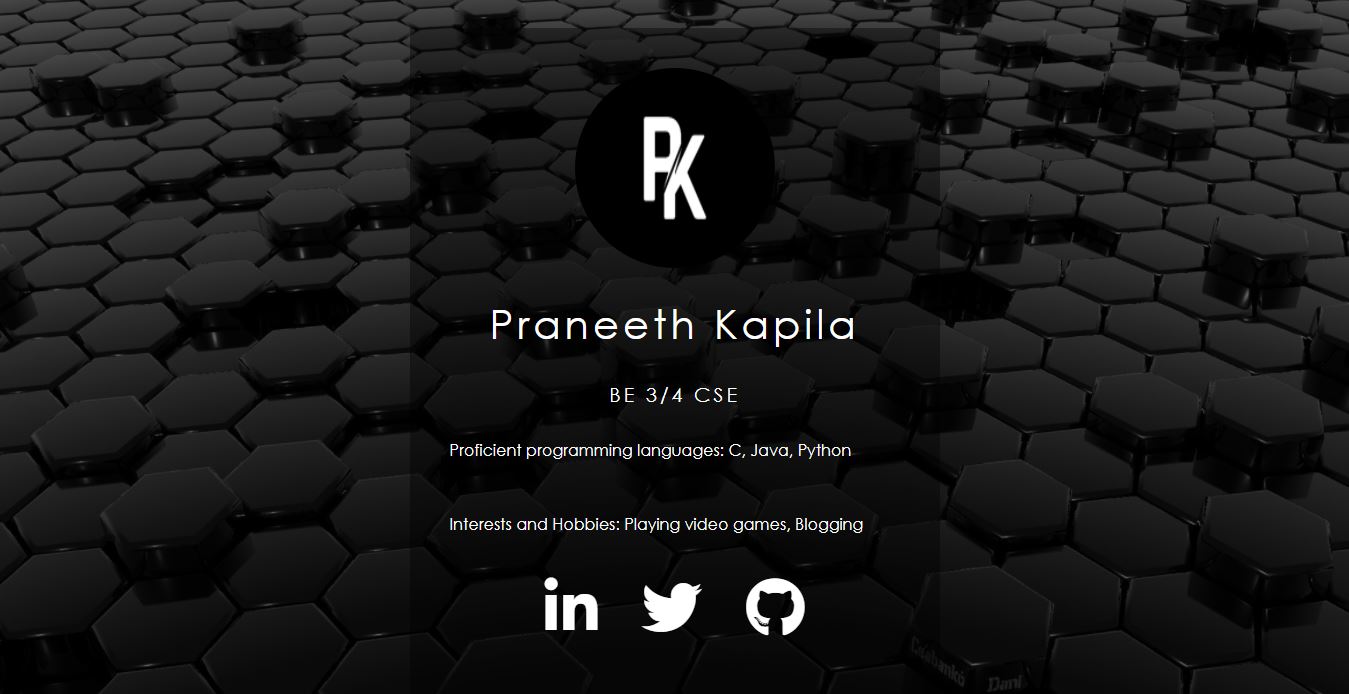 PK
Praneeth Kapila
BE 3/4 CSE
Proficient programming languages: C, Java, Python
Interests and Hobbies: Playing video games, Blogging
in